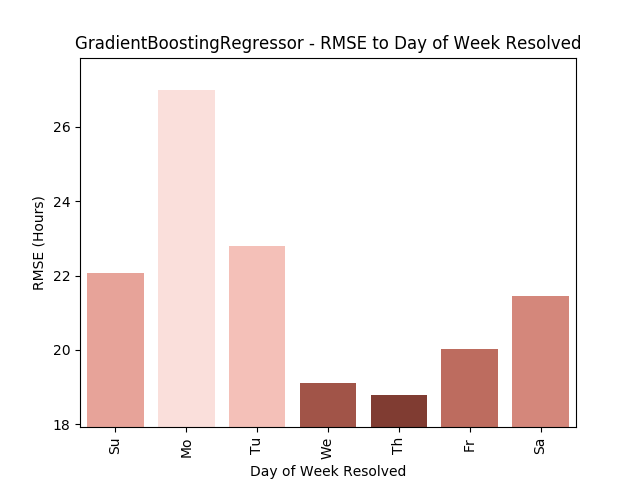 GradientBoostingRegressor - RMSE to Day of Week Resolved
RMSE (Hours)
26
24
22
20
18
Su
Mo
Tu
We
Th
Fr
Sa
Day of Week Resolved